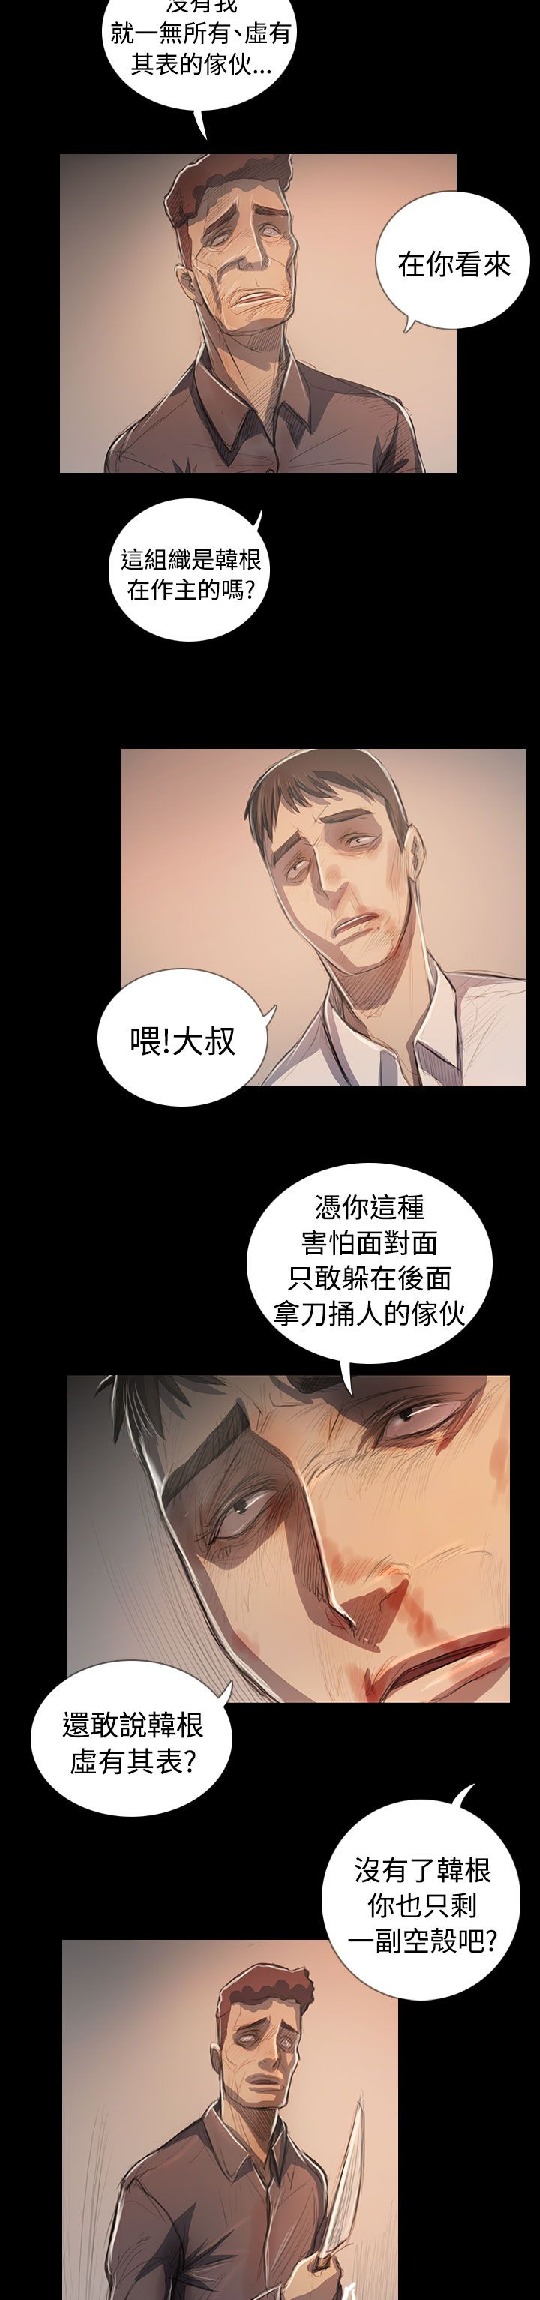 沒有我
就一無所有、虛有
其表的傢伙...
在你看來
這組織是韓根
在作主的嗎?
喂!大叔
憑你這種
害怕面對面
只敢躲在後面
拿刀捅人的傢伙
還敢說韓根
虛有其表?
沒有了韓根
你也只剩
一副空殼吧?